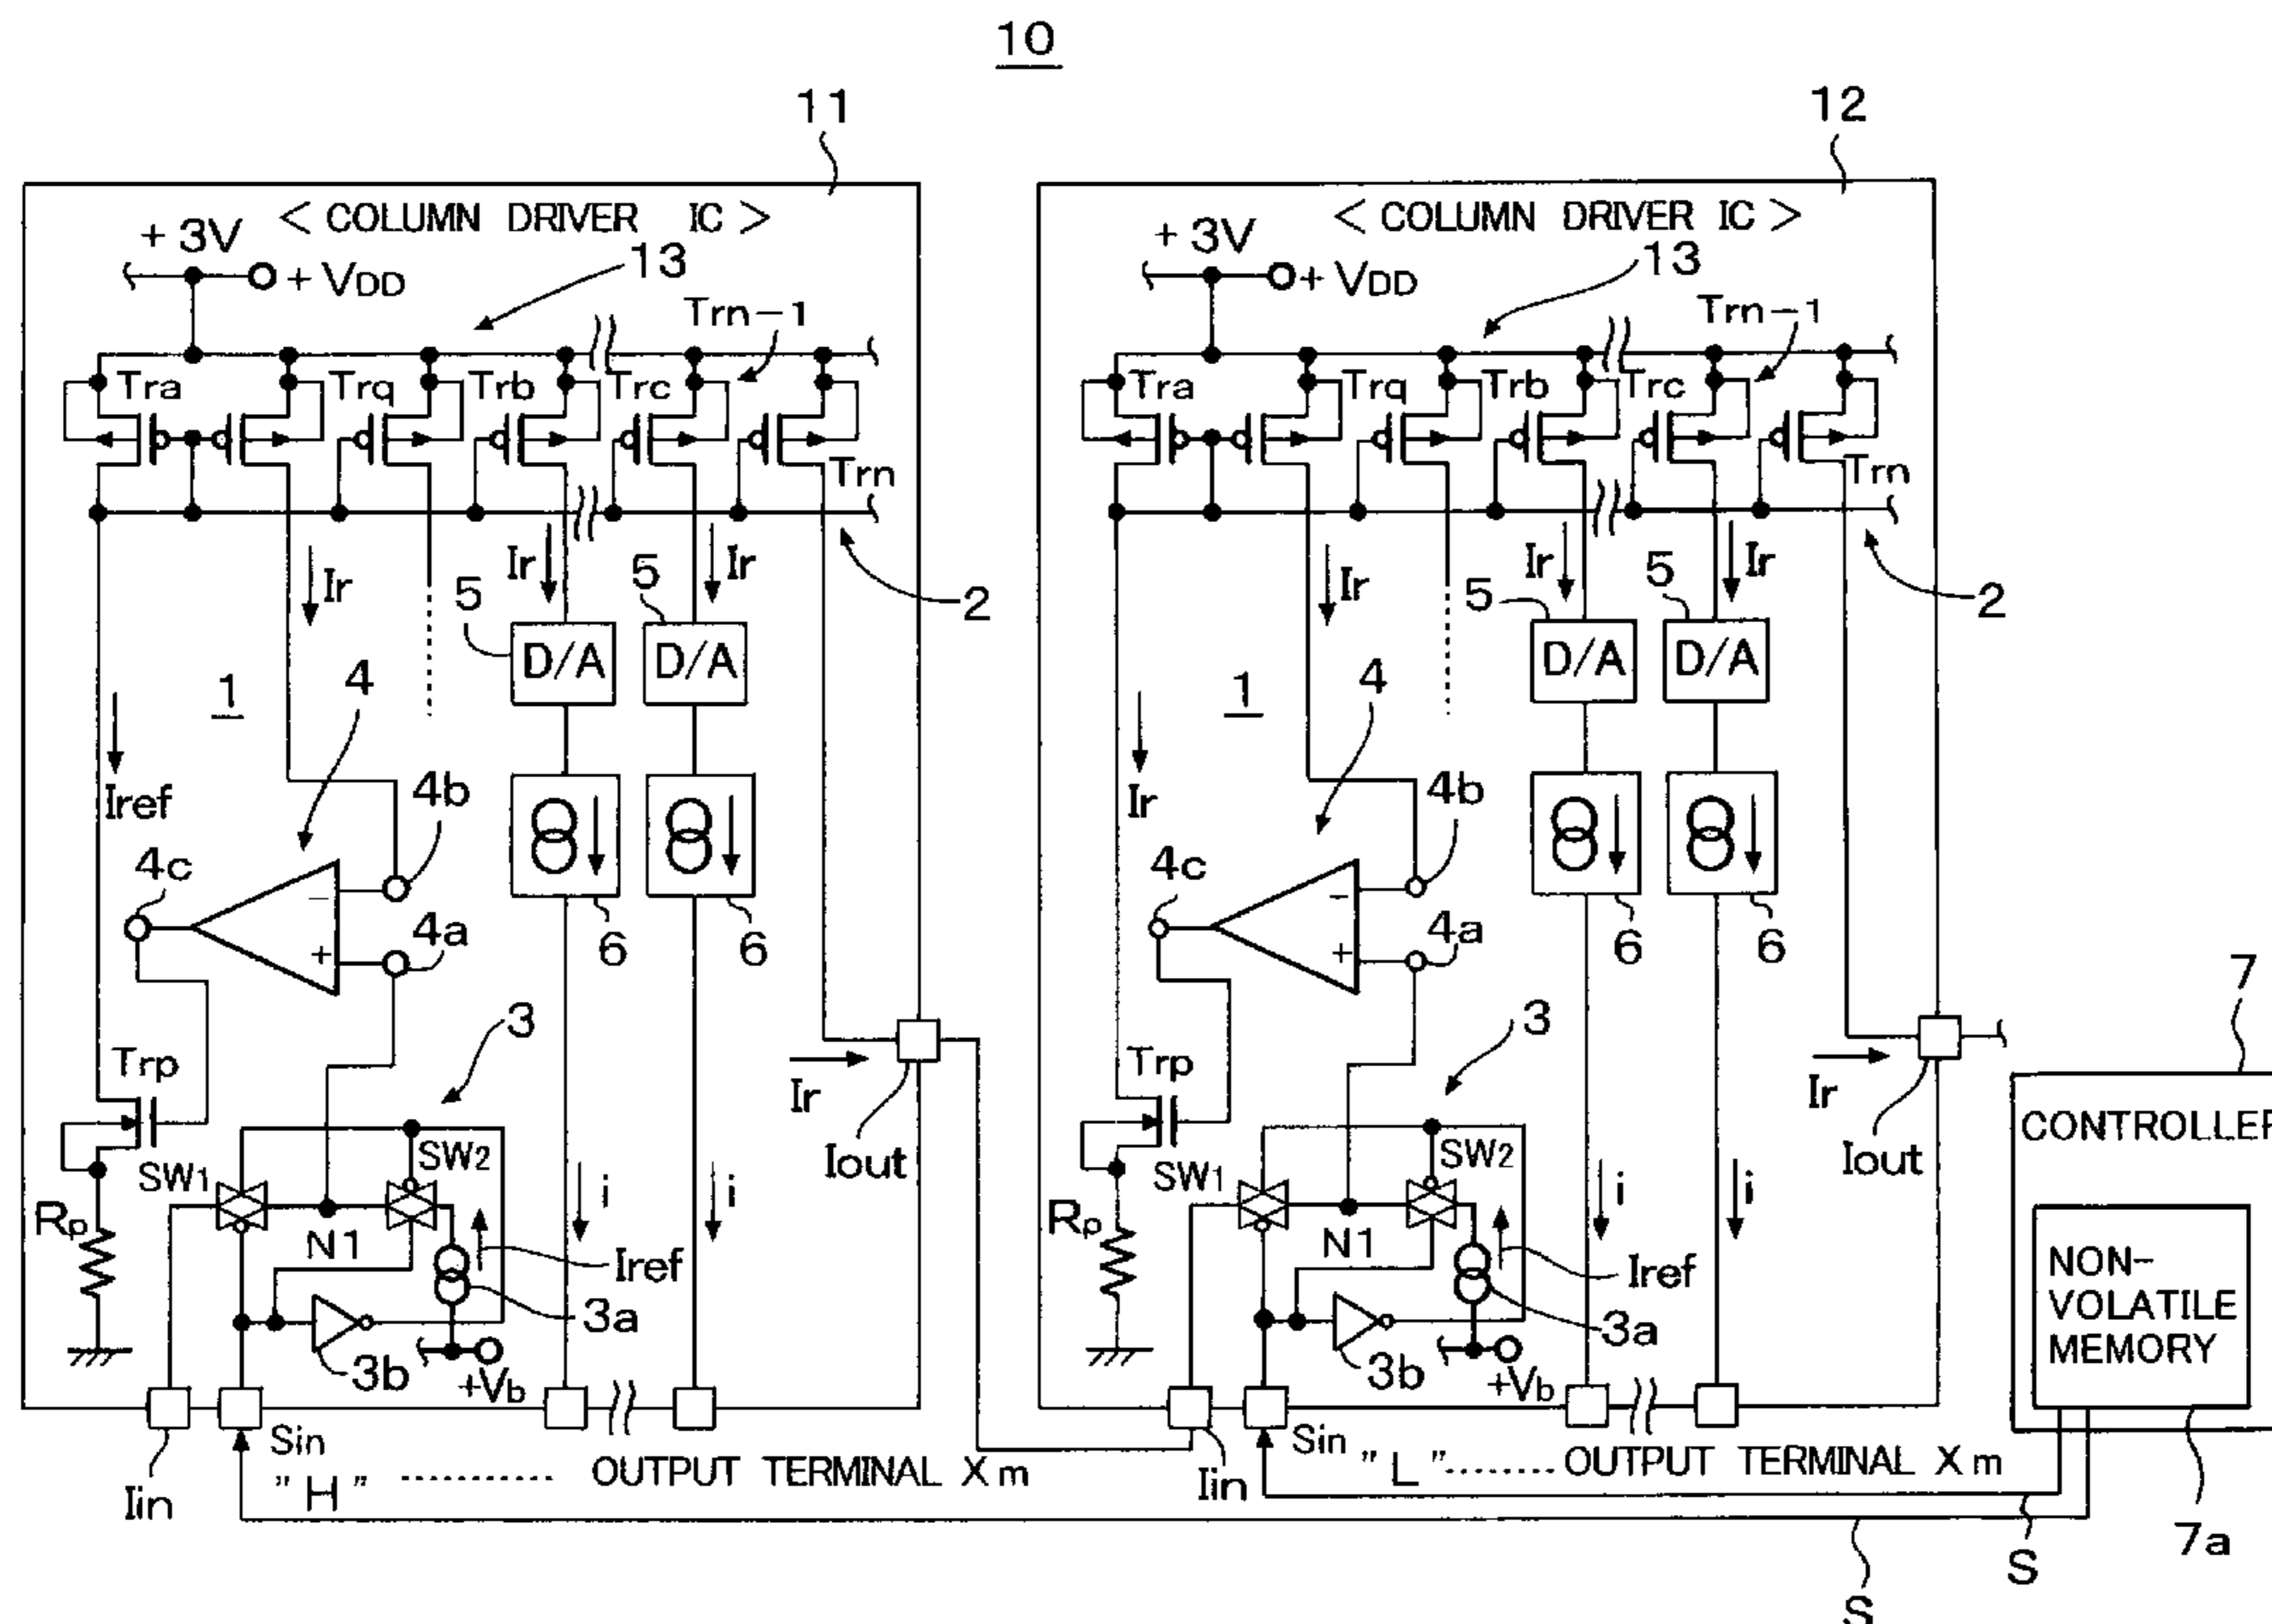 10
11
12
< COLUMN DRIVER IC >
+3V
+VDD
13
Trn-1
Tra
Trq
Trb
Trc
Trn
Ir
Ir
5
5
Ir
2
D/A
D/A
1
4
Iref
4b
4c
−
4a
+
6
6
3
Trp
Ir
Iout
SW1
SW2
Rp
N1
i
i
Iref
3a
3b
+Vb
Sin
Iin
"H" .......... OUTPUT TERMINAL Xm
< COLUMN DRIVER IC >
+3V
+VDD
13
Trn-1
Tra
Trq
Trb
Trc
Trn
Ir
Ir
5
5
Ir
2
D/A
D/A
1
4
Ir
4b
4c
−
4a
+
6
6
3
Trp
Ir
Iout
SW1
SW2
Rp
N1
i
i
Iref
3a
3b
+Vb
Sin
Iin
"L" ........ OUTPUT TERMINAL Xm
7
CONTROLLER
NON-
VOLATILE
MEMORY
7a
S
S